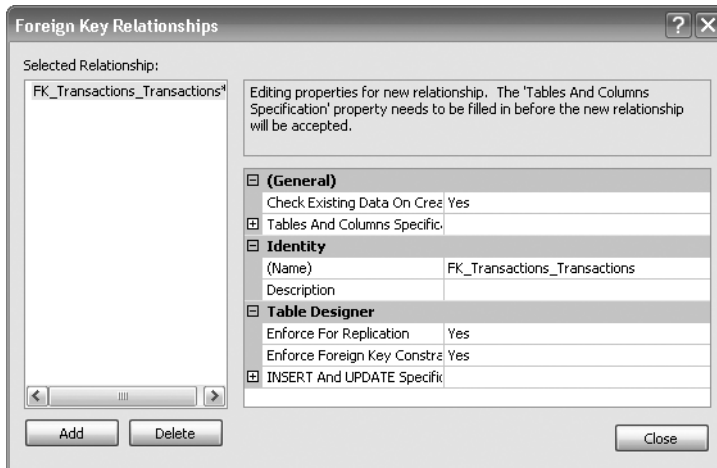 Foreign Key Relationships
Selected Relationship:
FK_Transactions_Transactions*
Editing properties for new relationship. The 'Tables And Columns
Specification' property needs to be filled in before the new relationship
will be accepted.
(General)
Check Existing Data On Crea Yes
Tables And Columns Specific
Identity
(Name) FK_Transactions_Transactions
Description
Table Designer
Enforce For Replication Yes
Enforce Foreign Key Constra Yes
INSERT And UPDATE Specific
Add Delete
Close